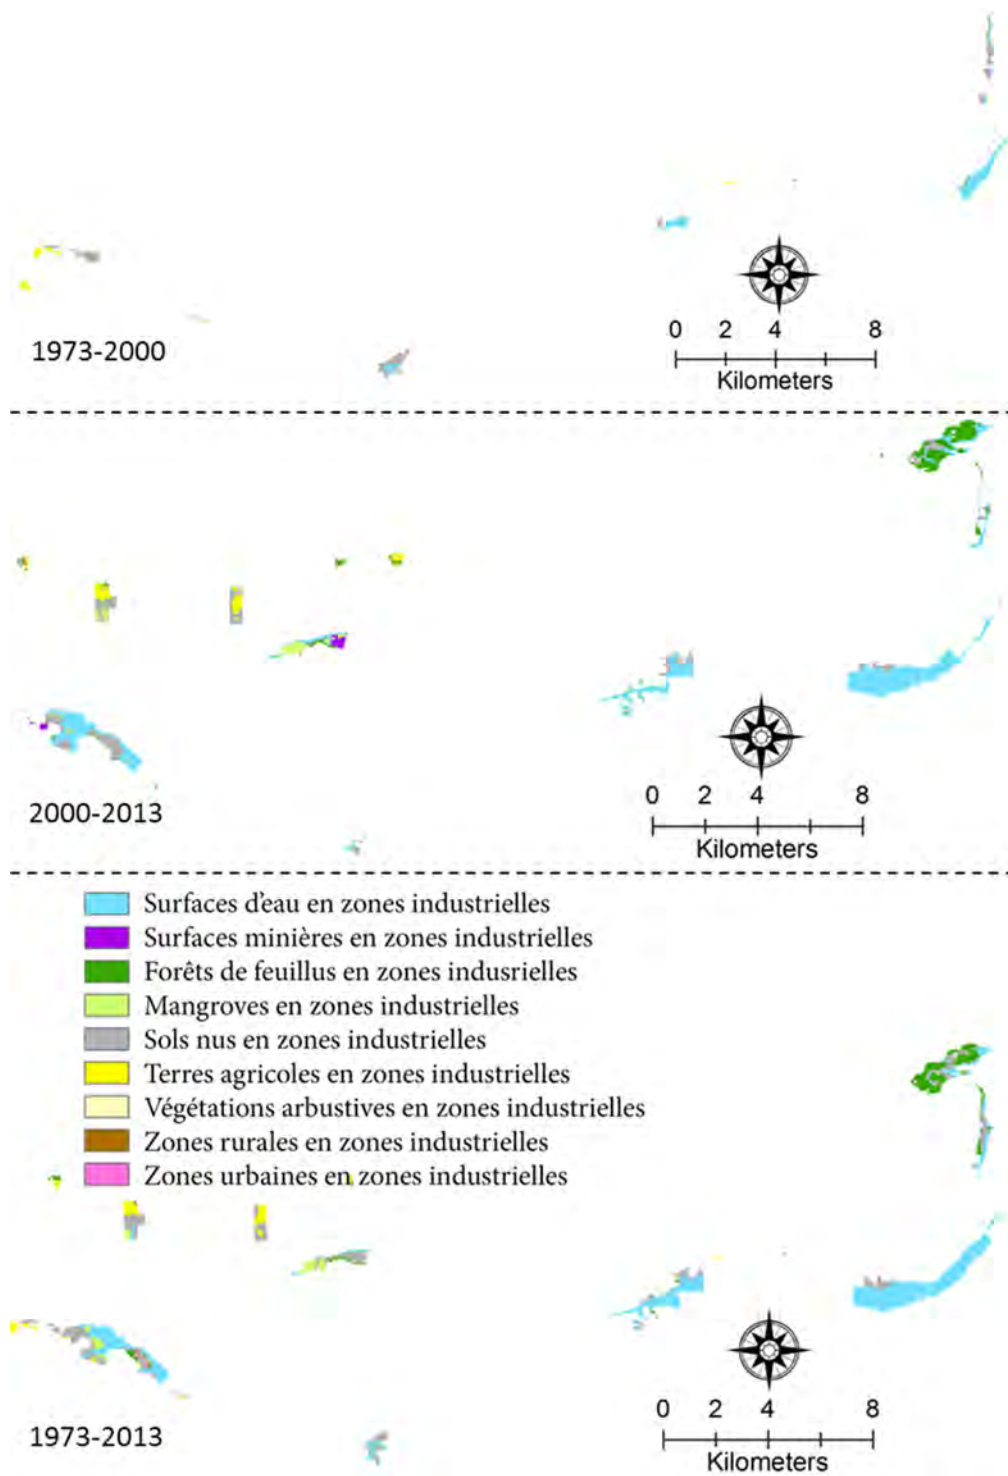 0 2 4 8
1973-2000
Kilometers
0 2 4 8
2000-2013
Kilometers
Surfaces d'eau en zones industrielles
Surfaces minières en zones industrielles
Forêts de feuillus en zones indusrielles
Mangroves en zones industrielles
Sols nus en zones industrielles
Terres agricoles en zones industrielles
Végétations arbustives en zones industrielles
Zones rurales en zones industrielles
Zones urbaines en zones industrielles
0 2 4 8
1973-2013
Kilometers